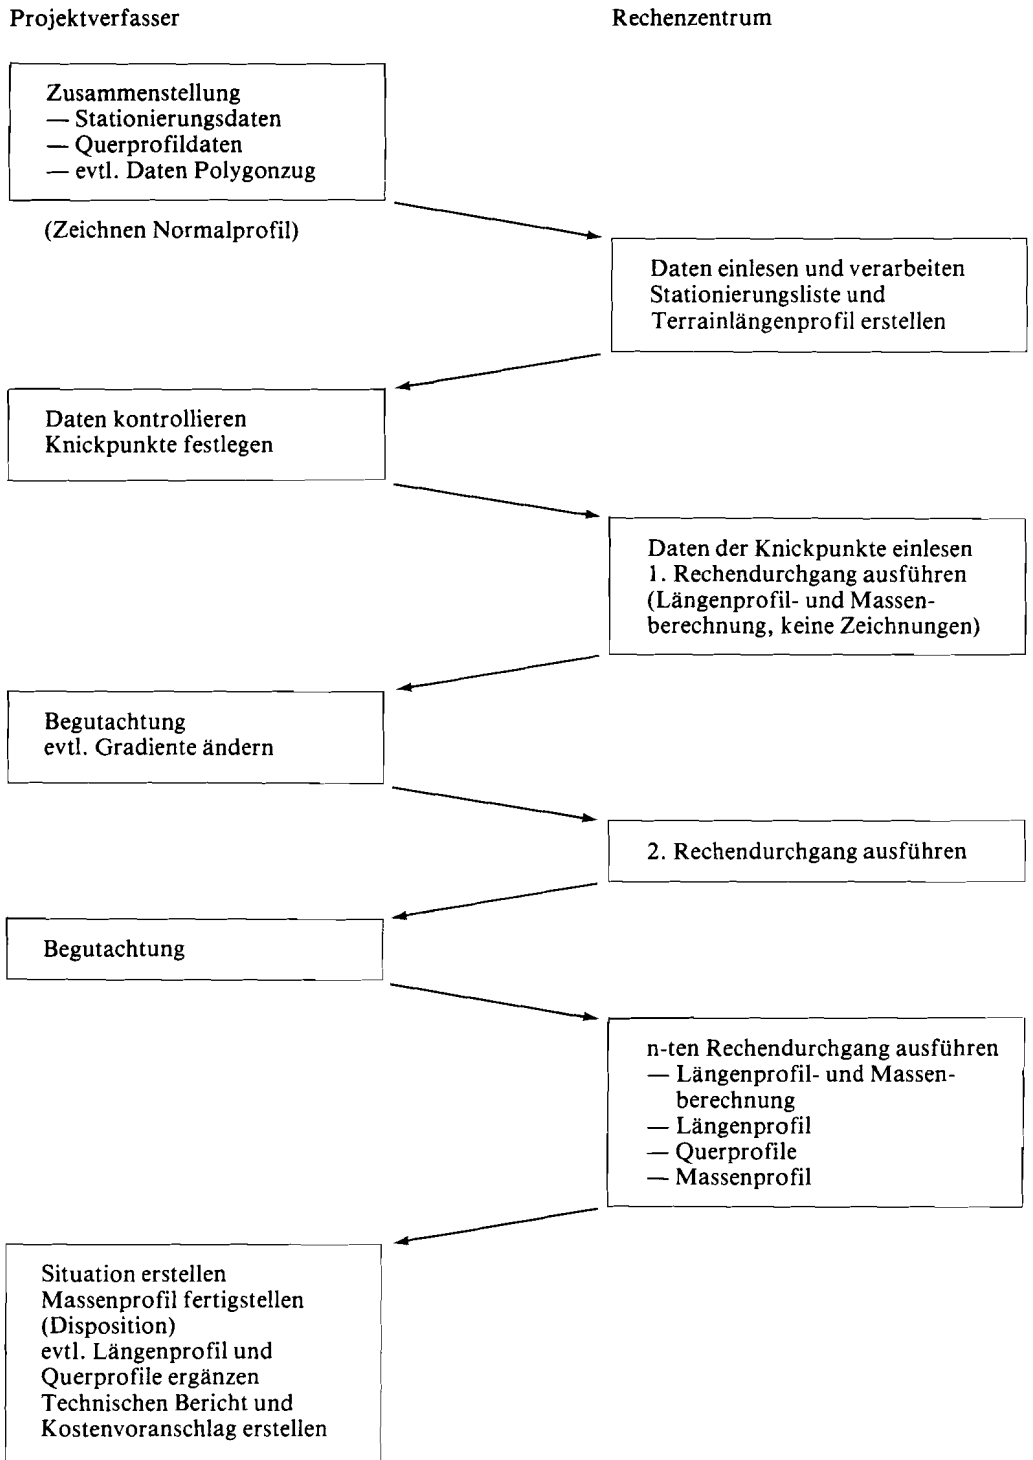 Projektverfasser
Rechenzentrum
Zusammenstellung
— Stationierungsdaten
— Querprofildaten
— evtl. Daten Polygonzug
(Zeichnen Normalprofil)
Daten einlesen und verarbeiten
Stationierungsliste und
Terrainlängenprofil erstellen
Daten kontrollieren
Knickpunkte festlegen
Daten der Knickpunkte einlesen
1. Rechendurchgang ausführen
(Längenprofil- und Massen-
berechnung, keine Zeichnungen)
Begutachtung
evtl. Gradiente ändern
2. Rechendurchgang ausführen
Begutachtung
n-ten Rechendurchgang ausführen
— Längenprofil- und Massen-
berechnung
— Längenprofil
— Querprofile
— Massenprofil
Situation erstellen
Massenprofil fertigstellen
(Disposition)
evtl. Längenprofil und
Querprofile ergänzen
Technischen Bericht und
Kostenvoranschlag erstellen